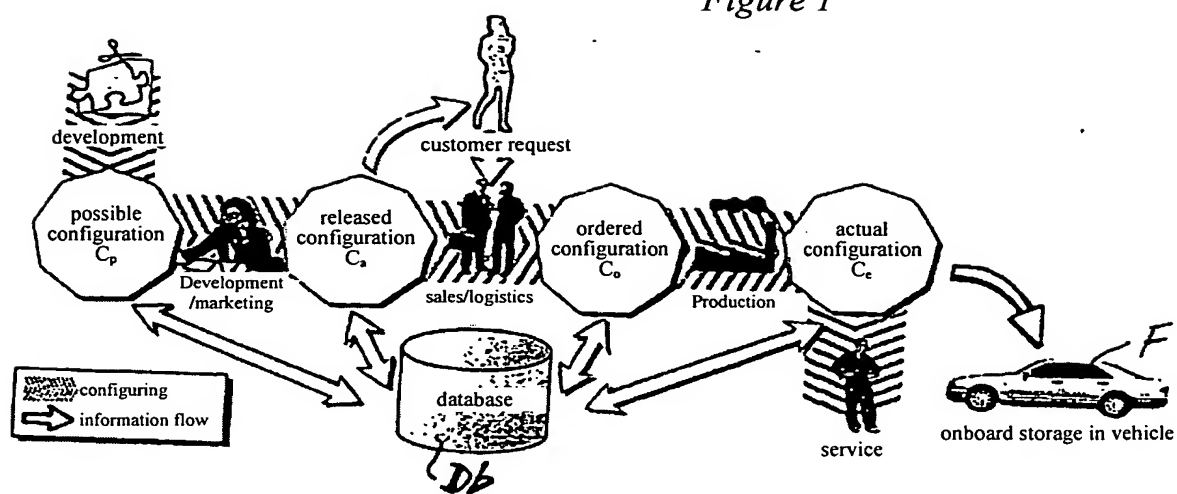 Figure 1
development
customer request
possible
configuration
Cp
released
configuration
Ca
ordered
configuration
Co
actual
configuration
Ce
Development
/marketing
sales/logistics
Production
configuring
information flow
database
Db
service
F
onboard storage in vehicle